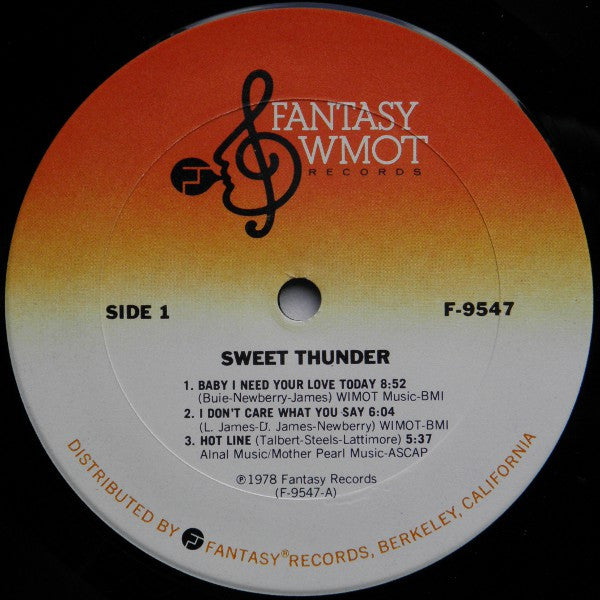 FANTASY
WMOT
RECORDS
SIDE 1
F-9547
SWEET THUNDER
1. BABY I NEED YOUR LOVE TODAY 8:52
(Buie-Newberry-James) WIMOT Music-BMI
2. I DON'T CARE WHAT YOU SAY 6:04
(L. James-D. James-Newberry) WIMOT-BMI
3. HOT LINE (Talbert-Steels-Lattimore) 5:37
Alnal Music/Mother Pearl Music-ASCAP
℗1978 Fantasy Records
(F-9547-A)
DISTRIBUTED BY FANTASY® RECORDS, BERKELEY, CALIFORNIA